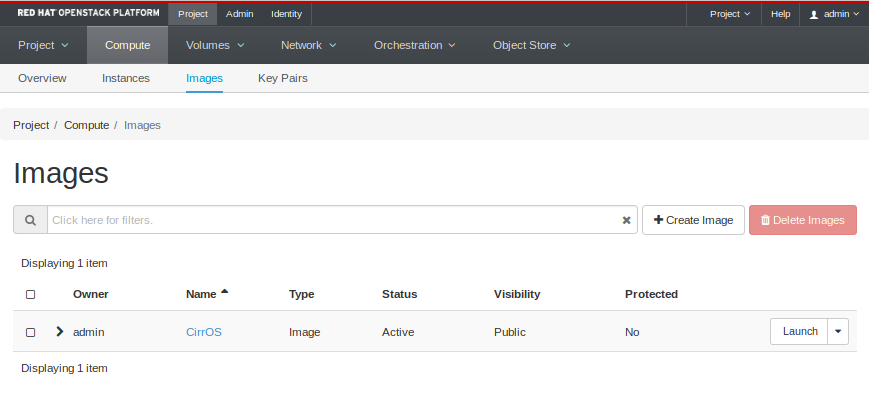 RED HAT OPENSTACK PLATFORM Project Admin Identity Project Help admin
Project Compute Volumes Network Orchestration Object Store
Overview Instances Images Key Pairs
Project / Compute / Images
Images
Click here for filters. Create Image Delete Images
Displaying 1 item
Owner Name Type Status Visibility Protected
admin CirrOS Image Active Public No Launch
Displaying 1 item